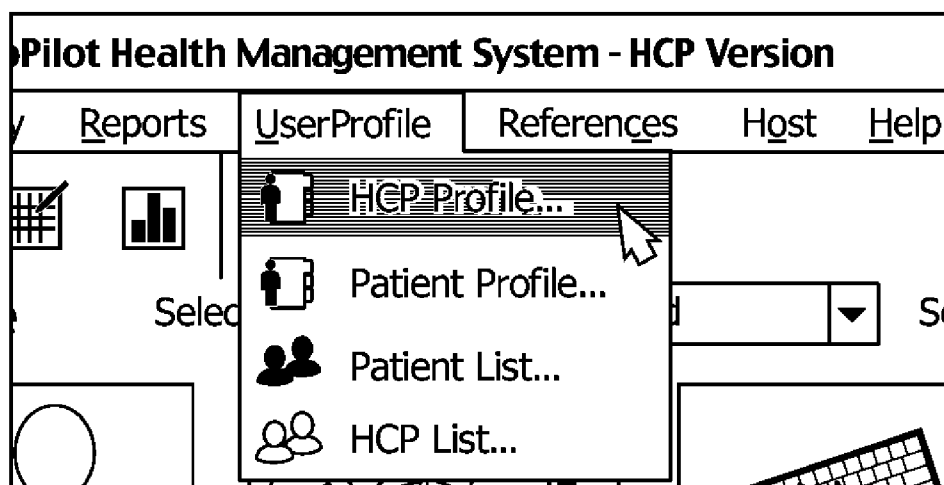 Pilot Health Management System - HCP Version
y Reports UserProfile References Host Help
HCP Profile...
Patient Profile...
Selec
Patient List...
HCP List...